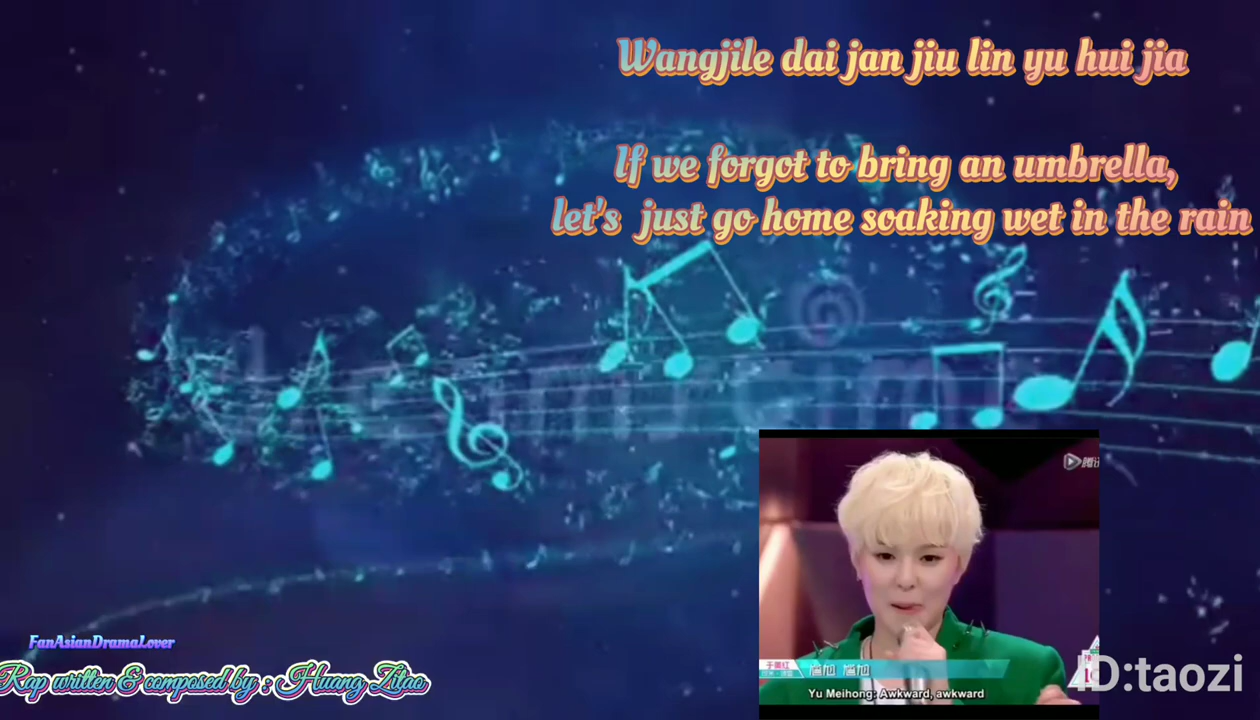 Wangjile dai jan jiu lin yu hui jia
If we forgot to bring an umbrella,
let's just go home soaking wet in the rain
腾讯
FanAsianDramaLover
Rap written & composed by : Huang Zitao
尴尬 尴尬
Yu Meihong: Awkward, awkward
ID:taozi